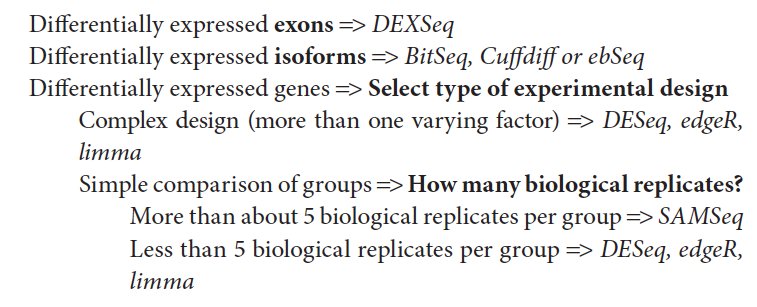 Differentially expressed exons => DEXSeq
Differentially expressed isoforms => BitSeq, Cuffdiff or ebSeq
Differentially expressed genes => Select type of experimental design
Complex design (more than one varying factor) => DESeq, edgeR,
limma
Simple comparison of groups => How many biological replicates?
More than about 5 biological replicates per group => SAMSeq
Less than 5 biological replicates per group => DESeq, edgeR,
limma